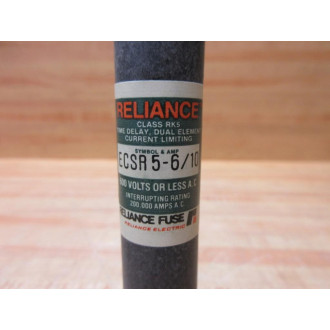 RELIANCE
CLASS RK5
TIME DELAY, DUAL ELEMENT
CURRENT LIMITING
SYMBOL & AMP
ECSR 5-6/10
600 VOLTS OR LESS A.C.
INTERRUPTING RATING
200,000 AMPS A.C.
RELIANCE FUSE
RELIANCE ELECTRIC